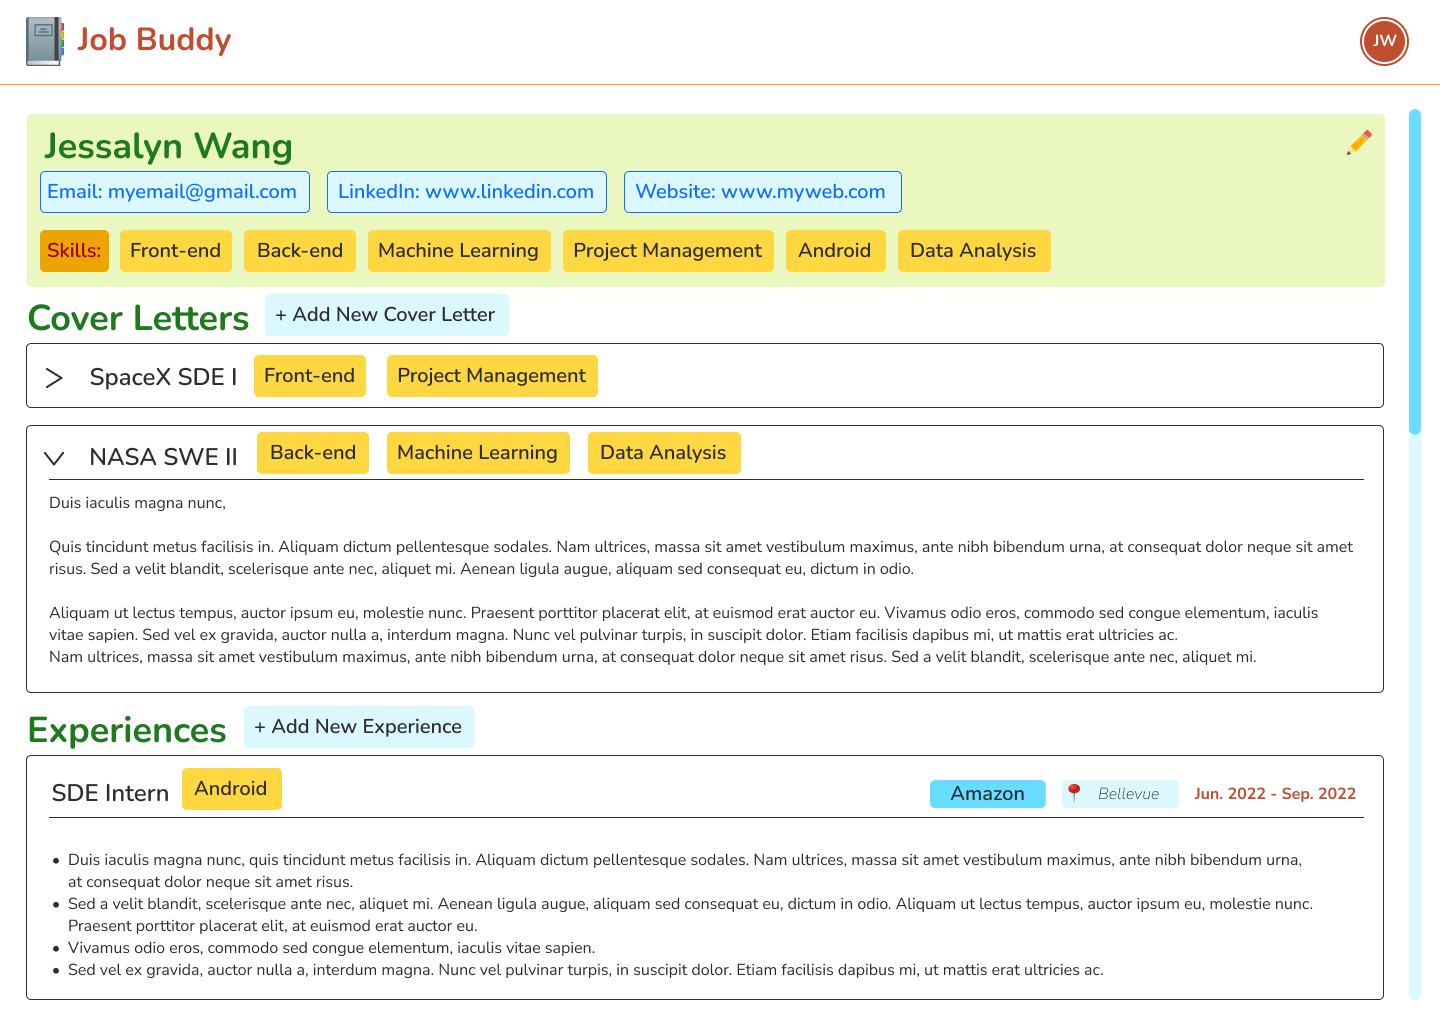 Job Buddy
JW
Jessalyn Wang
Email: myemail@gmail.com LinkedIn: www.linkedin.com Website: www.myweb.com
Skills: Front-end Back-end Machine Learning Project Management Android Data Analysis
Cover Letters + Add New Cover Letter
SpaceX SDE I Front-end Project Management
NASA SWE II Back-end Machine Learning Data Analysis
Duis iaculis magna nunc,
Quis tincidunt metus facilisis in. Aliquam dictum pellentesque sodales. Nam ultrices, massa sit amet vestibulum maximus, ante nibh bibendum urna, at consequat dolor neque sit amet
risus. Sed a velit blandit, scelerisque ante nec, aliquet mi. Aenean ligula augue, aliquam sed consequat eu, dictum in odio.
Aliquam ut lectus tempus, auctor ipsum eu, molestie nunc. Praesent porttitor placerat elit, at euismod erat auctor eu. Vivamus odio eros, commodo sed congue elementum, iaculis
vitae sapien. Sed vel ex gravida, auctor nulla a, interdum magna. Nunc vel pulvinar turpis, in suscipit dolor. Etiam facilisis dapibus mi, ut mattis erat ultricies ac.
Nam ultrices, massa sit amet vestibulum maximus, ante nibh bibendum urna, at consequat dolor neque sit amet risus. Sed a velit blandit, scelerisque ante nec, aliquet mi.
Experiences + Add New Experience
SDE Intern Android Amazon Bellevue Jun. 2022 - Sep. 2022
• Duis iaculis magna nunc, quis tincidunt metus facilisis in. Aliquam dictum pellentesque sodales. Nam ultrices, massa sit amet vestibulum maximus, ante nibh bibendum urna,
at consequat dolor neque sit amet risus.
• Sed a velit blandit, scelerisque ante nec, aliquet mi. Aenean ligula augue, aliquam sed consequat eu, dictum in odio. Aliquam ut lectus tempus, auctor ipsum eu, molestie nunc.
Praesent porttitor placerat elit, at euismod erat auctor eu.
• Vivamus odio eros, commodo sed congue elementum, iaculis vitae sapien.
• Sed vel ex gravida, auctor nulla a, interdum magna. Nunc vel pulvinar turpis, in suscipit dolor. Etiam facilisis dapibus mi, ut mattis erat ultricies ac.